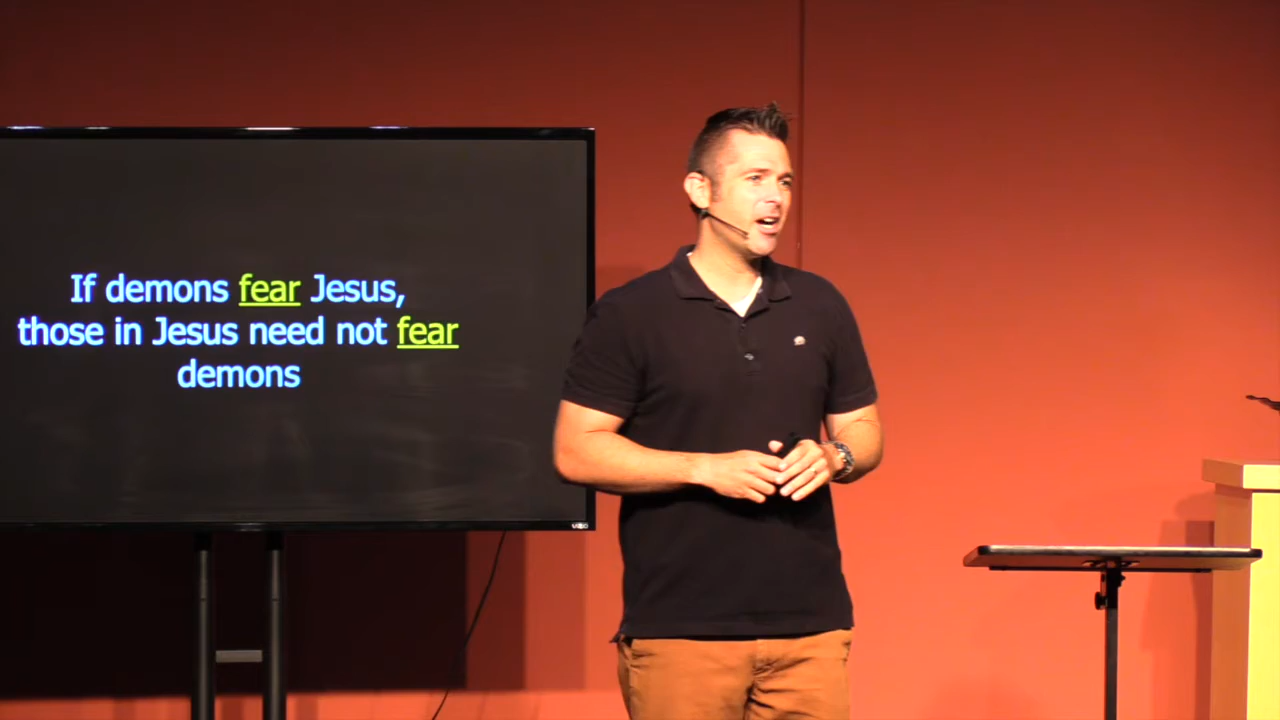 If demons fear Jesus,
those in Jesus need not fear
demons